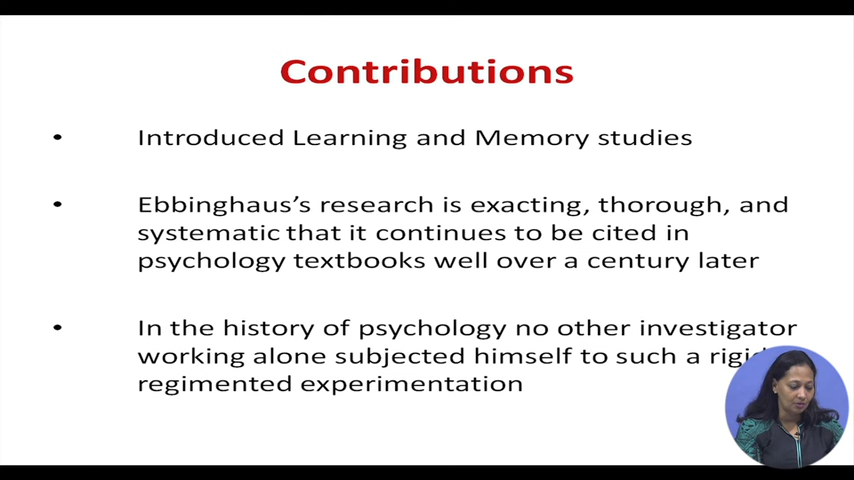 Contributions
• Introduced Learning and Memory studies
• Ebbinghaus's research is exacting, thorough, and
systematic that it continues to be cited in
psychology textbooks well over a century later
• In the history of psychology no other investigator
working alone subjected himself to such a rigid
regimented experimentation